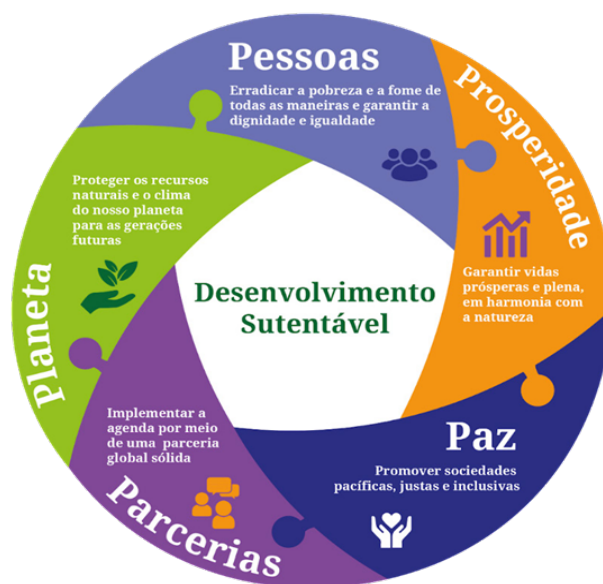 Pessoas
Erradicar a pobreza e a fome de
todas as maneiras e garantir a
dignidade e igualdade
Prosperidade
Garantir vidas
prósperas e plena,
em harmonia com
a natureza
Paz
Promover sociedades
pacíficas, justas e inclusivas
Parcerias
Implementar a
agenda por meio
de uma parceria
global sólida
Planeta
Proteger os recursos
naturais e o clima
do nosso planeta
para as gerações
futuras
Desenvolvimento
Sutentável